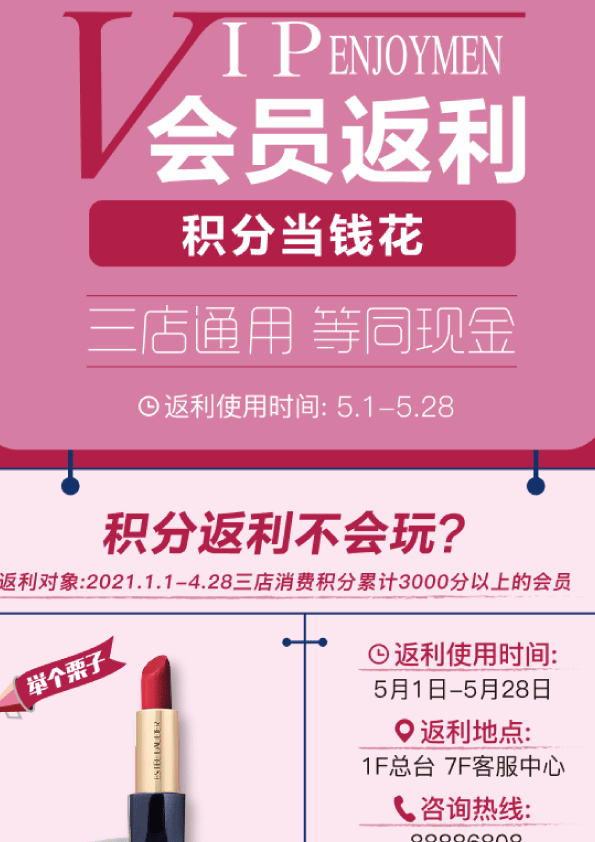 VIP ENJOYMEN
会员返利
积分当钱花
三店通用 等同现金
返利使用时间: 5.1-5.28
积分返利不会玩?
返利对象:2021.1.1-4.28三店消费积分累计3000分以上的会员
举个栗子
ESTEE LAUDER
返利使用时间:
5月1日-5月28日
返利地点:
1F总台 7F客服中心
咨询热线:
88886808